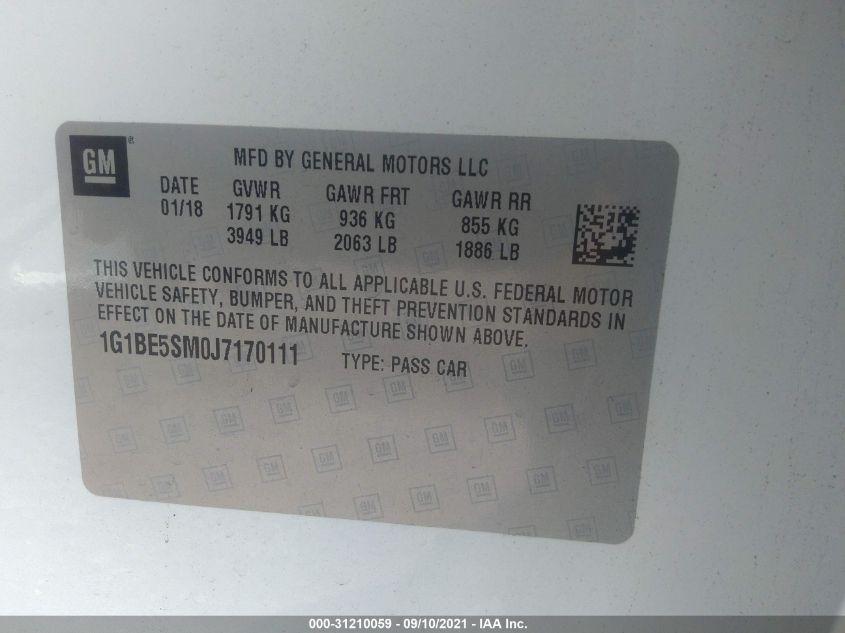 GM®
MFD BY GENERAL MOTORS LLC
DATE GVWR GAWR FRT GAWR RR
01/18 1791 KG 936 KG 855 KG
3949 LB 2063 LB 1886 LB
THIS VEHICLE CONFORMS TO ALL APPLICABLE U.S. FEDERAL MOTOR
VEHICLE SAFETY, BUMPER, AND THEFT PREVENTION STANDARDS IN
EFFECT ON THE DATE OF MANUFACTURE SHOWN ABOVE.
1G1BE5SM0J7170111 TYPE: PASS CAR
000-31210059 - 09/10/2021 - IAA Inc.